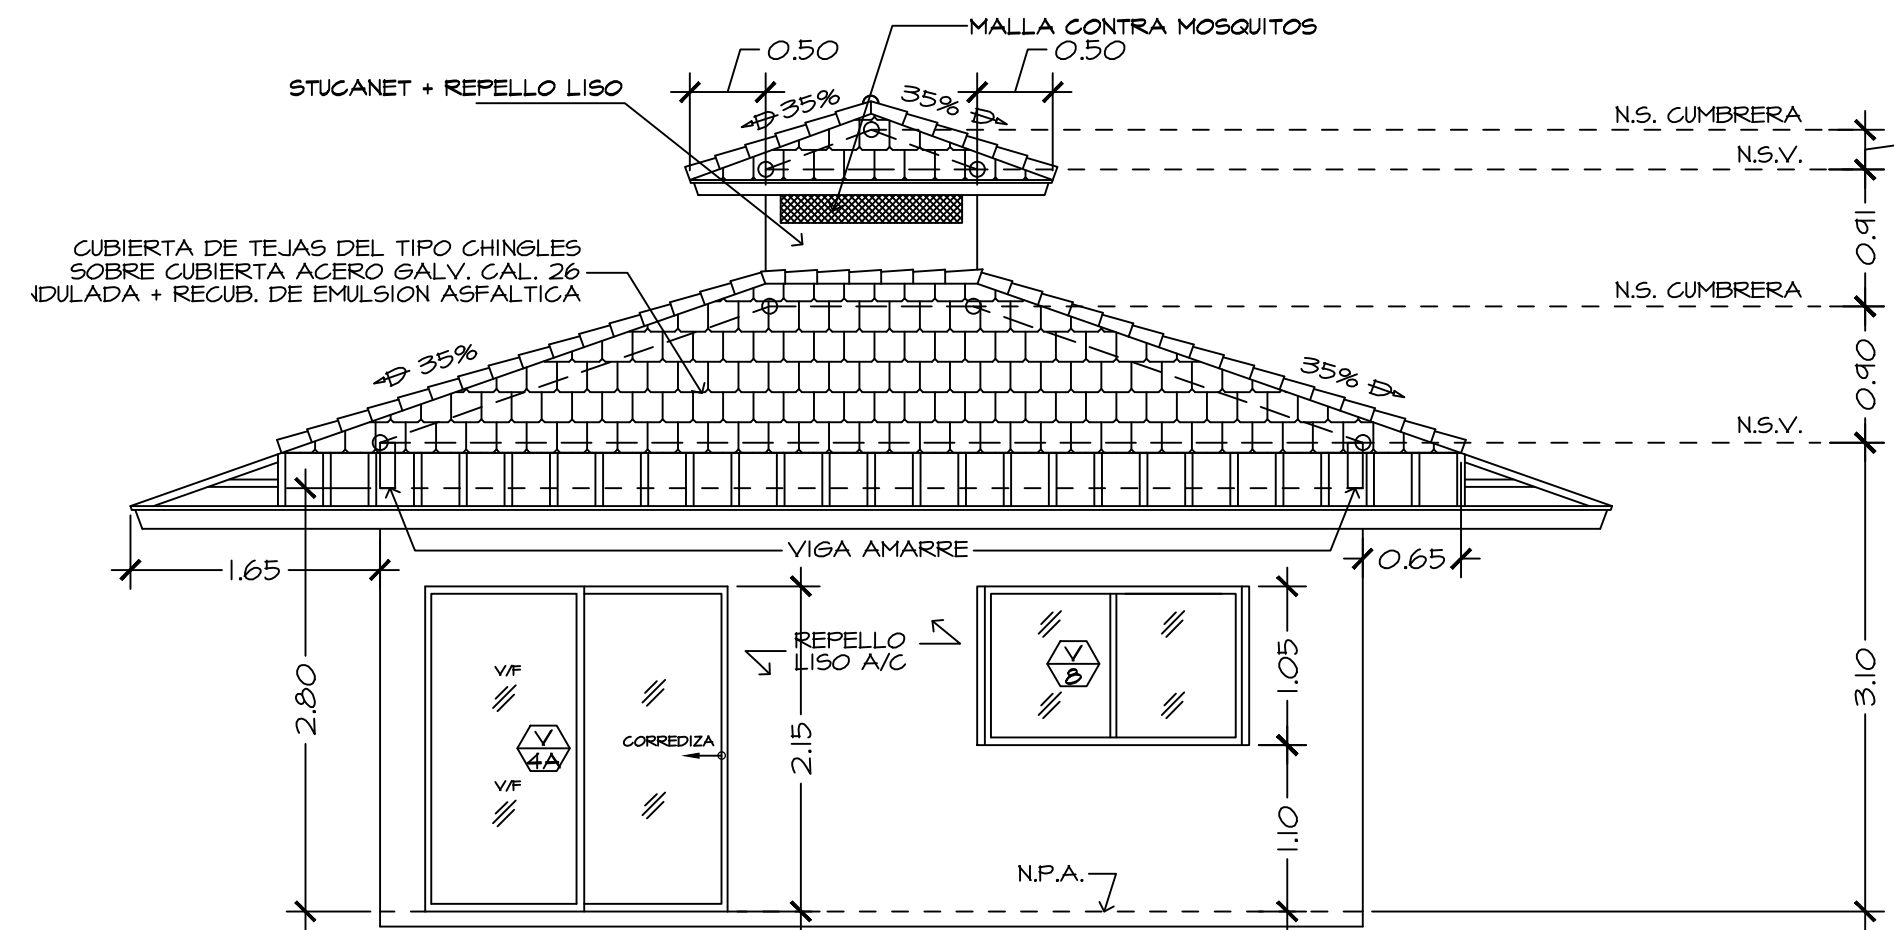 MALLA CONTRA MOSQUITOS
0.50
0.50
STUCANET + REPELLO LISO
35%
35%
N.S. CUMBRERA
N.S.V.
0.91
CUBIERTA DE TEJAS DEL TIPO CHINGLES
SOBRE CUBIERTA ACERO GALV. CAL. 26
NDULADA + RECUB. DE EMULSION ASFALTICA
N.S. CUMBRERA
35%
35%
0.90
N.S.V.
VIGA AMARRE
1.65
0.65
REPELLO
LISO A/C
V/F
V
8
1.05
2.80
3.10
CORREDIZA
V
4A
2.15
V/F
1.10
N.P.A.